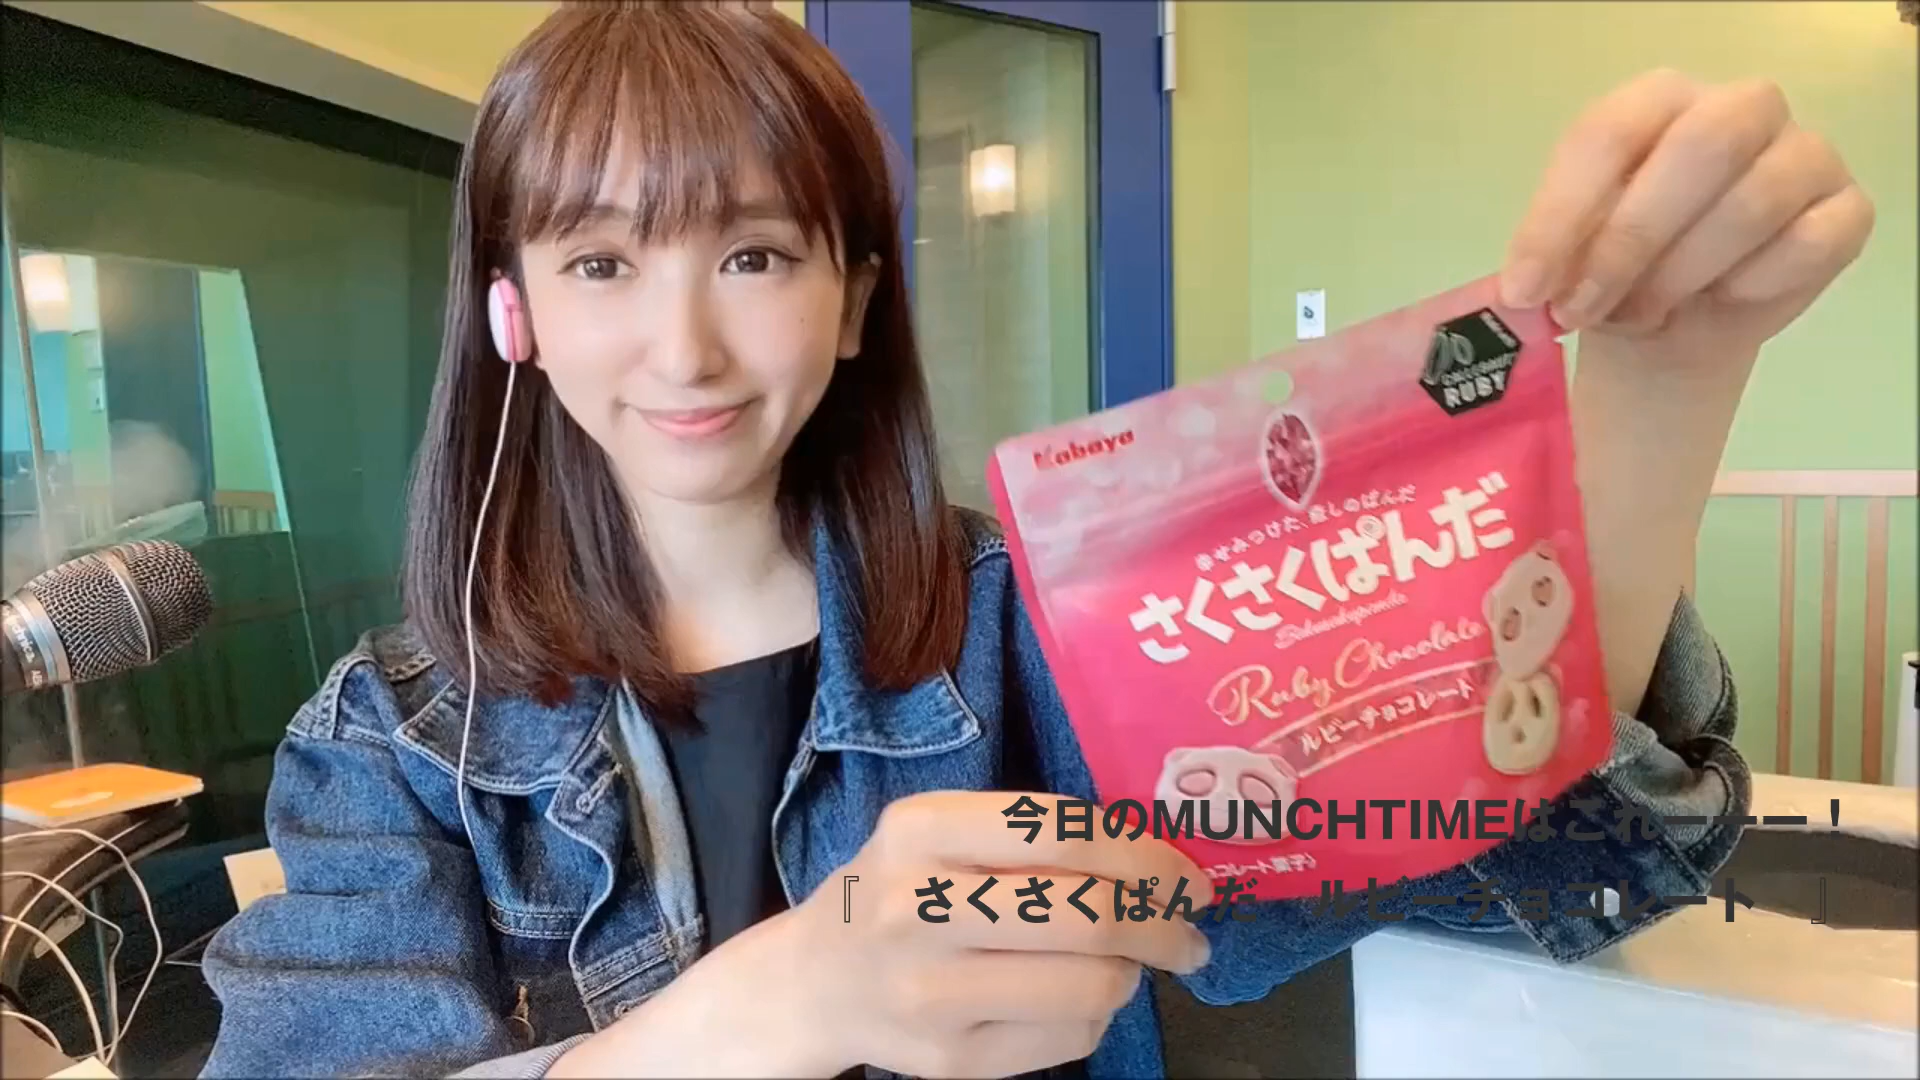 RUBY
Kabaya
幸せみつけた、癒しのぱんだ
さくさくぱんだ
Sakusakupanda
Ruby Chocolate
ルビーチョコレート
コレート菓子)
今日のMUNCHTIMEはこれーーー！
『　さくさくぱんだ　ルビーチョコレート　』